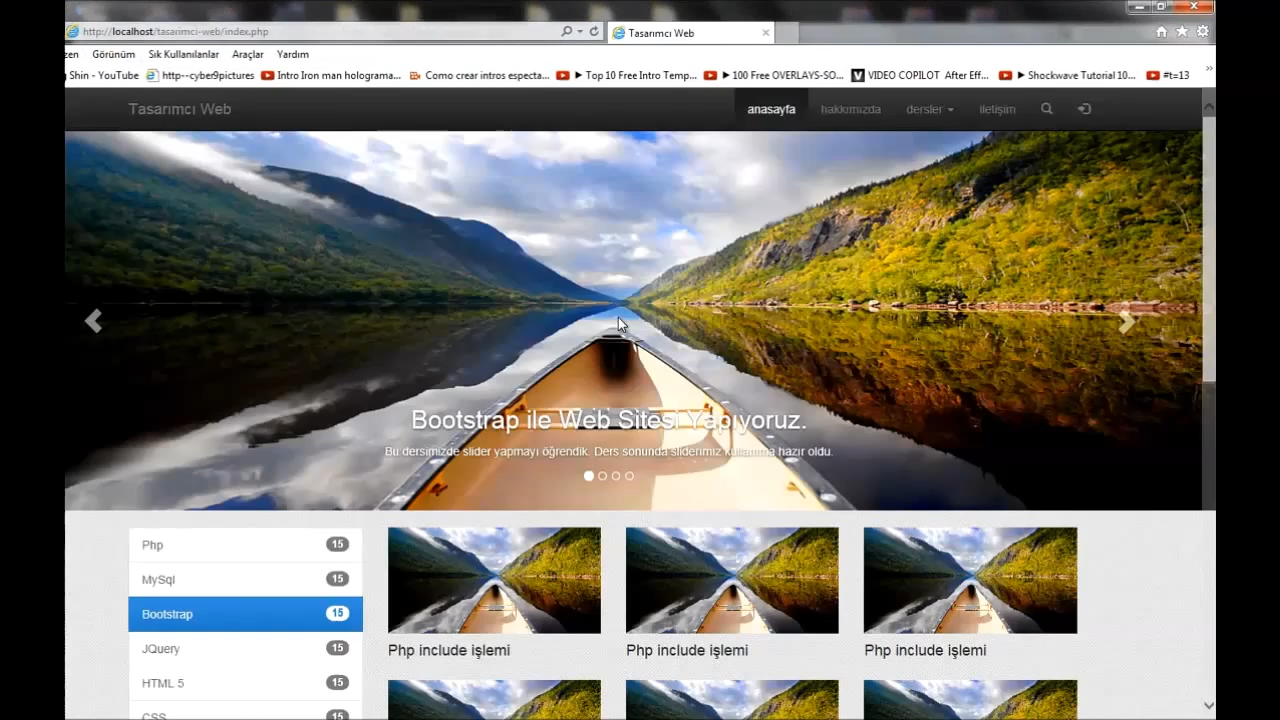 http://localhost/tasarimci-web/index.php
Tasarımcı Web
zen Görünüm Sık Kullanılanlar Araçlar Yardım
Shin - YouTube http--cyber9pictures Intro Iron man holograma... Como crear intros especta... ► Top 10 Free Intro Temp... ► 100 Free OVERLAYS-SO... VIDEO COPILOT After Eff... ► Shockwave Tutorial 10... #t=13 »
Tasarımcı Web anasayfa hakkımızda dersler iletişim
Bootstrap ile Web Sitesi Yapıyoruz.
Bu dersimizde slider yapmayı öğrendik. Ders sonunda sliderimiz kullanıma hazır oldu.
Php 15
MySql 15
Bootstrap 15
JQuery 15
HTML 5 15
CSS 15
Php include işlemi Php include işlemi Php include işlemi